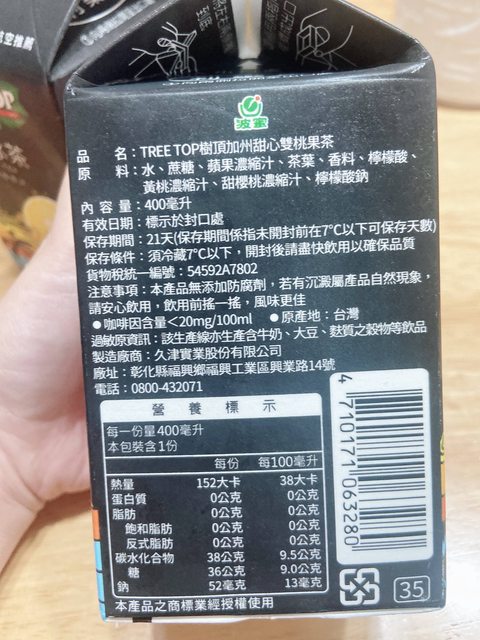 波蜜
品　名：TREE TOP樹頂加州甜心雙桃果茶
原　料：水、蔗糖、蘋果濃縮汁、茶葉、香料、檸檬酸、
黃桃濃縮汁、甜櫻桃濃縮汁、檸檬酸鈉
內 容 量：400毫升
有效日期：標示於封口處
保存期間：21天(保存期間係指未開封前在7℃以下可保存天數)
保存條件：須冷藏7℃以下，開封後請盡快飲用以確保品質
貨物稅統一編號：54592A7802
注意事項：本產品無添加防腐劑，若有沉澱屬產品自然現象，
請安心飲用，飲用前搖一搖，風味更佳
●咖啡因含量＜20mg/100ml　●原產地：台灣
過敏原資訊：該生產線亦生產含牛奶、大豆、麩質之穀物等飲品
製造廠商：久津實業股份有限公司
廠址：彰化縣福興鄉福興工業區興業路14號
電話：0800-432071
營養標示
每一份量400毫升
本包裝含1份
每份　每100毫升
熱量　152大卡　38大卡
蛋白質　0公克　0公克
脂肪　0公克　0公克
飽和脂肪　0公克　0公克
反式脂肪　0公克　0公克
碳水化合物　38公克　9.5公克
糖　36公克　9.0公克
鈉　52毫克　13毫克
本產品之商標業經授權使用
4 710171 063280
35